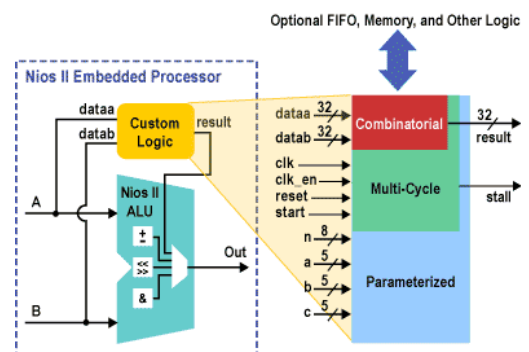 Optional FIFO, Memory, and Other Logic
Nios II Embedded Processor
dataa
datab
Custom
Logic
result
A
Nios II
ALU
+
−
<<
>>
&
Out
B
dataa 32
datab 32
clk
clk_en
reset
start
n 8
a 5
b 5
c 5
Combinatorial
Multi-Cycle
Parameterized
32
result
stall